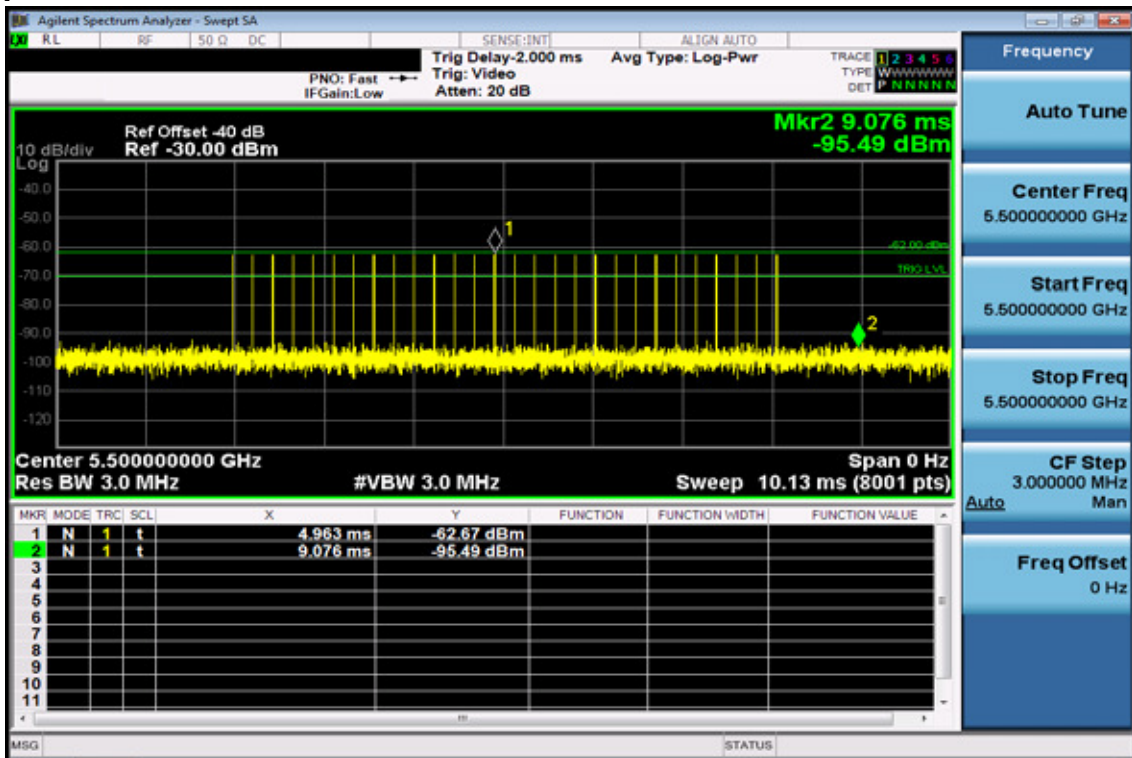 Agilent Spectrum Analyzer - Swept SA
RL RF 50 Ω DC SENSE:INT ALIGN AUTO
Trig Delay-2.000 ms Avg Type: Log-Pwr
PNO: Fast Trig: Video
IFGain:Low Atten: 20 dB
TRACE 1 2 3 4 5 6
TYPE WWWWWW
DET P N N N N N
Frequency
Auto Tune
Center Freq
5.500000000 GHz
Start Freq
5.500000000 GHz
Stop Freq
5.500000000 GHz
CF Step
3.000000 MHz
Auto Man
Freq Offset
0 Hz
Mkr2 9.076 ms
-95.49 dBm
Ref Offset -40 dB
10 dB/div Ref -30.00 dBm
Log
-40.0
-50.0
-60.0
-70.0
-80.0
-90.0
-100
-110
-120
1
-62.00 dBm
TRIG LVL
2
Center 5.500000000 GHz Span 0 Hz
Res BW 3.0 MHz #VBW 3.0 MHz Sweep 10.13 ms (8001 pts)
MKR MODE TRC SCL X Y FUNCTION FUNCTION WIDTH FUNCTION VALUE
1 N 1 t 4.963 ms -62.67 dBm
2 N 1 t 9.076 ms -95.49 dBm
3
4
5
6
7
8
9
10
11
MSG STATUS